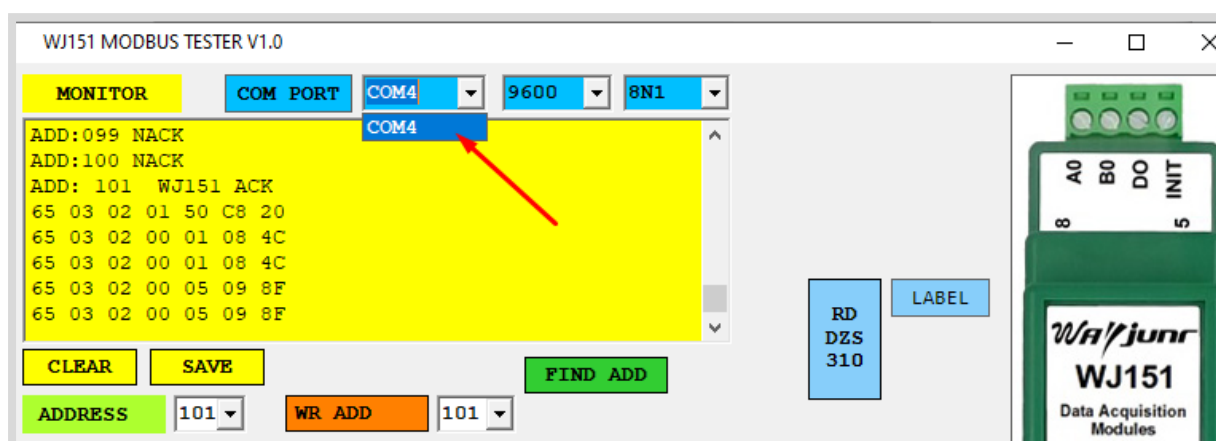 WJ151 MODBUS TESTER V1.0
MONITOR COM PORT COM4 9600 8N1
COM4
ADD:099 NACK
ADD:100 NACK
ADD: 101  WJ151 ACK
65 03 02 01 50 C8 20
65 03 02 00 01 08 4C
65 03 02 00 01 08 4C
65 03 02 00 05 09 8F
65 03 02 00 05 09 8F
CLEAR SAVE FIND ADD
ADDRESS 101 WR ADD 101
RD
DZS
310
LABEL
A0 B0 DO INIT
8 5
Wayjunr
WJ151
Data Acquisition
Modules